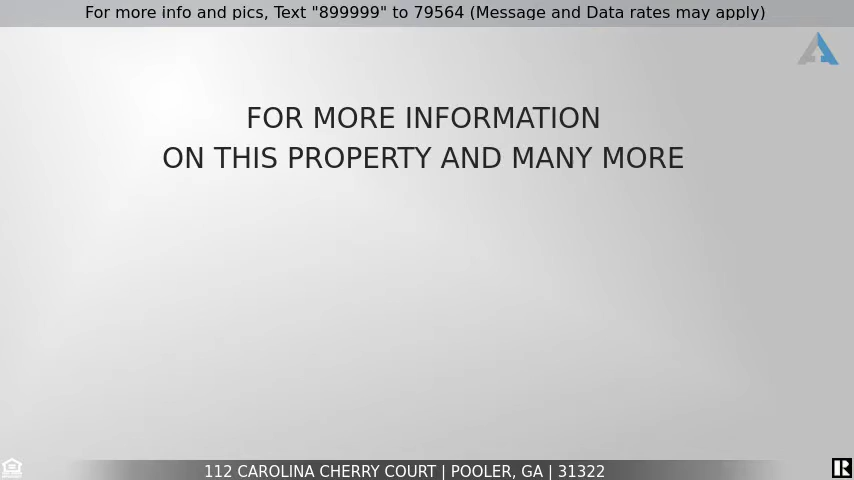 For more info and pics, Text "899999" to 79564 (Message and Data rates may apply)
FOR MORE INFORMATION
ON THIS PROPERTY AND MANY MORE
112 CAROLINA CHERRY COURT | POOLER, GA | 31322